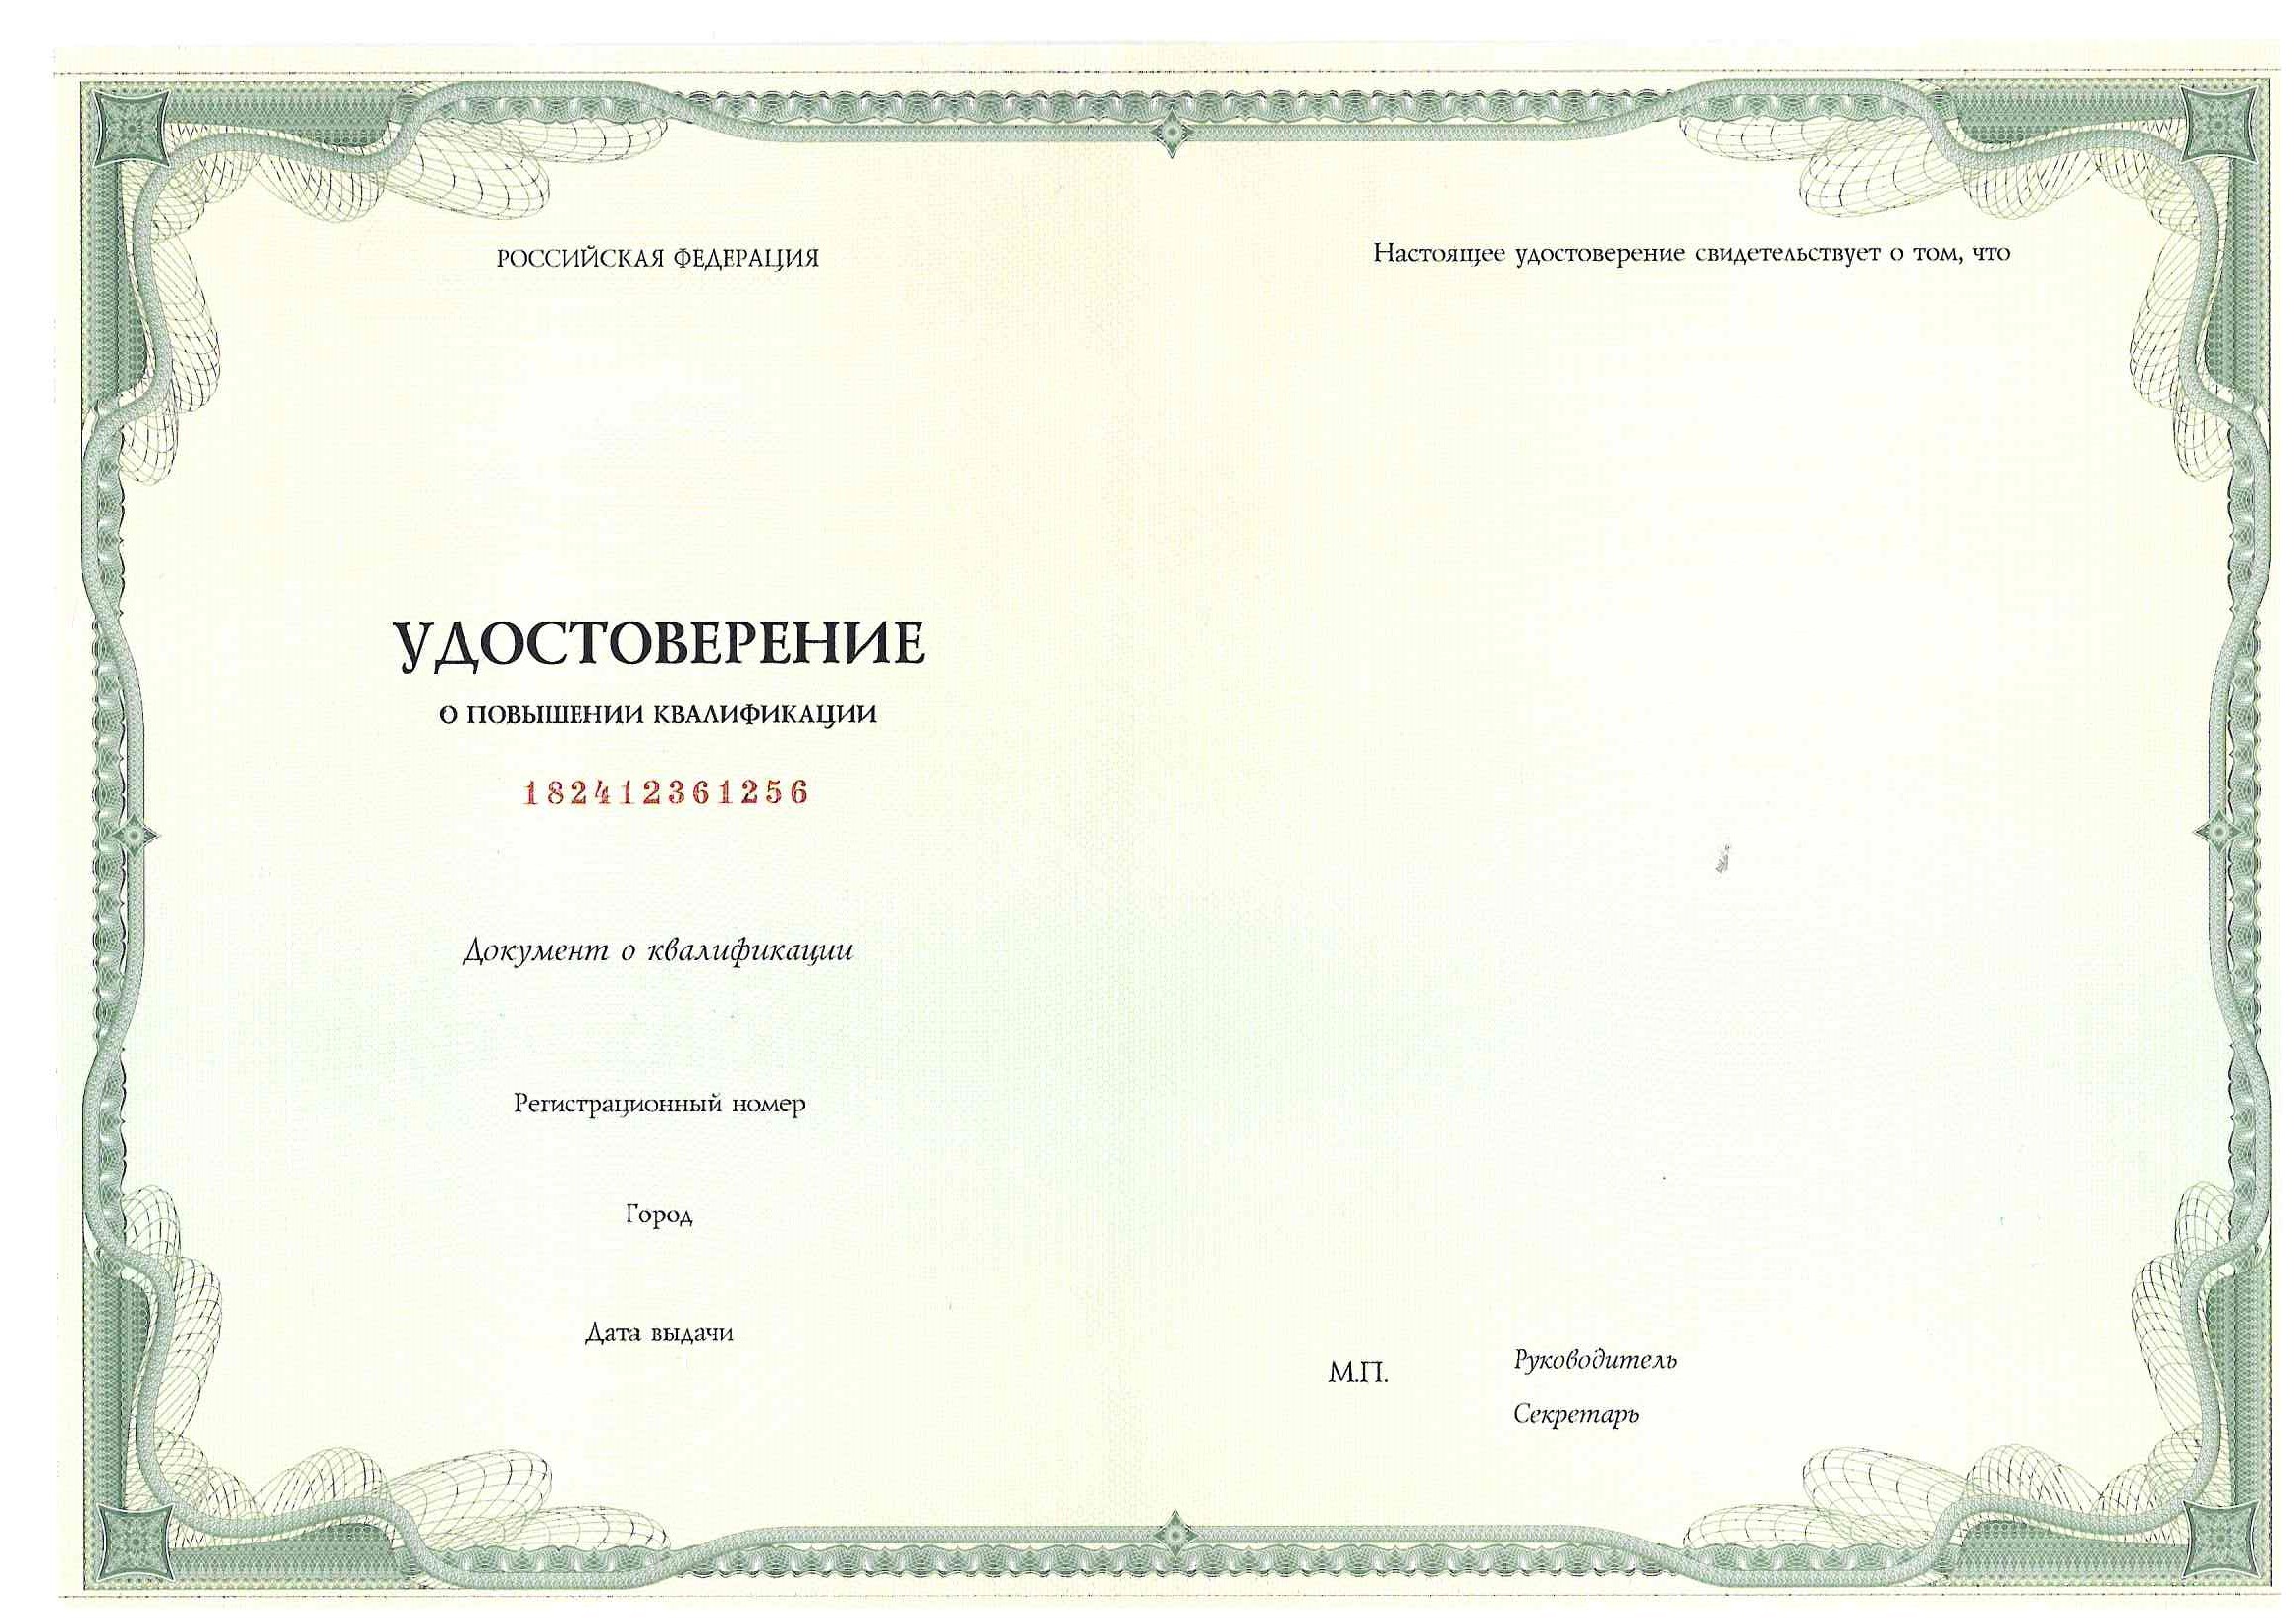 РОССИЙСКАЯ ФЕДЕРАЦИЯ
УДОСТОВЕРЕНИЕ
О ПОВЫШЕНИИ КВАЛИФИКАЦИИ
182412361256
Документ о квалификации
Регистрационный номер
Город
Дата выдачи
Настоящее удостоверение свидетельствует о том, что
М.П.
Руководитель
Секретарь